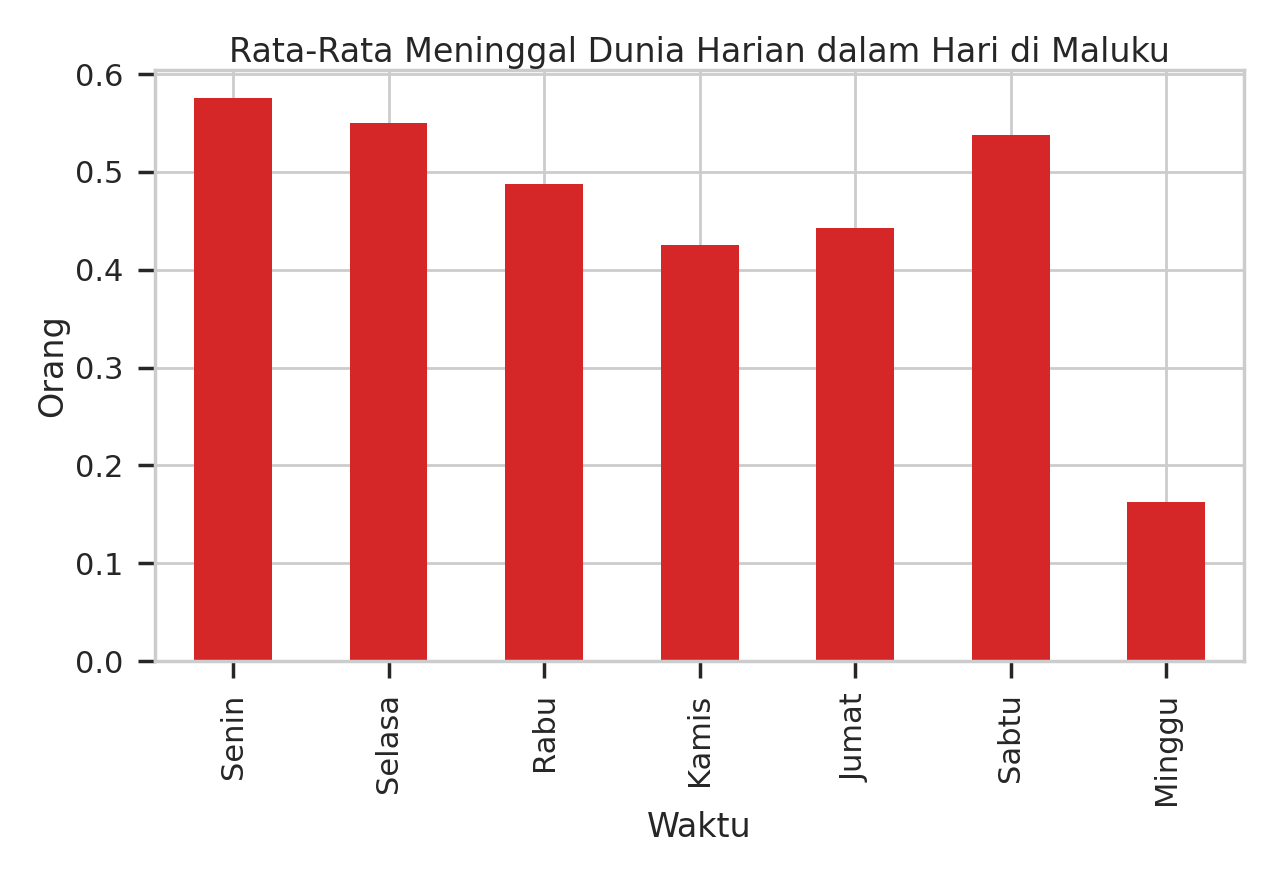 Rata-Rata Meninggal Dunia Harian dalam Hari di Maluku
0.6
0.5
0.4
0.3
0.2
0.1
0.0
Orang
Senin
Selasa
Rabu
Kamis
Jumat
Sabtu
Minggu
Waktu